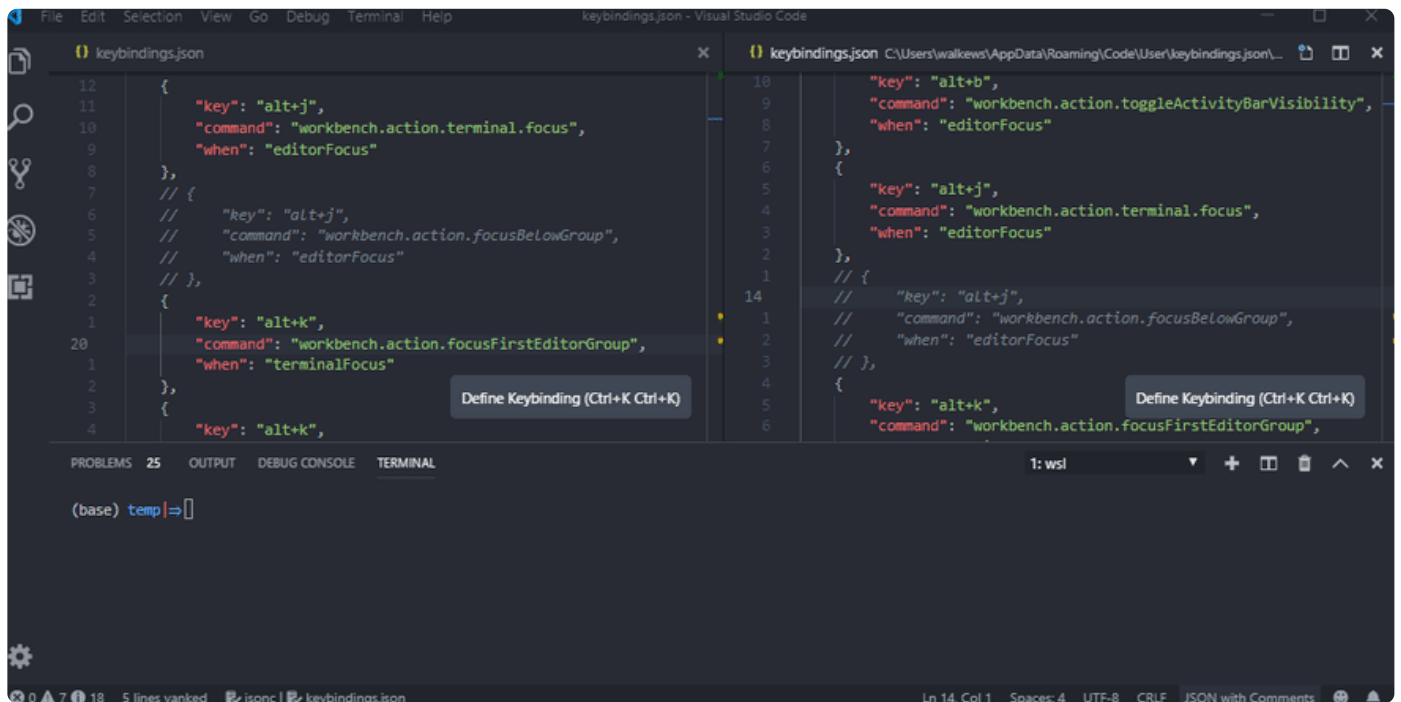 File Edit Selection View Go Debug Terminal Help
keybindings.json - Visual Studio Code
{} keybindings.json
12 {
11 "key": "alt+j",
10 "command": "workbench.action.terminal.focus",
9 "when": "editorFocus"
8 },
7 // {
6 // "key": "alt+j",
5 // "command": "workbench.action.focusBelowGroup",
4 // "when": "editorFocus"
3 // },
2 {
1 "key": "alt+k",
20 "command": "workbench.action.focusFirstEditorGroup",
1 "when": "terminalFocus"
2 },
3 {
4 "key": "alt+k",
Define Keybinding (Ctrl+K Ctrl+K)
{} keybindings.json C:\Users\walkews\AppData\Roaming\Code\User\keybindings.json\...
10 "key": "alt+b",
9 "command": "workbench.action.toggleActivityBarVisibility",
8 "when": "editorFocus"
7 },
6 {
5 "key": "alt+j",
4 "command": "workbench.action.terminal.focus",
3 "when": "editorFocus"
2 },
1 // {
14 // "key": "alt+j",
1 // "command": "workbench.action.focusBelowGroup",
2 // "when": "editorFocus"
3 // },
4 {
5 "key": "alt+k",
6 "command": "workbench.action.focusFirstEditorGroup",
Define Keybinding (Ctrl+K Ctrl+K)
PROBLEMS 25 OUTPUT DEBUG CONSOLE TERMINAL
1: wsl
(base) temp|⇒
0 7 18 5 lines yanked jsonc | keybindings.json
Ln 14, Col 1 Spaces: 4 UTF-8 CRLF JSON with Comments